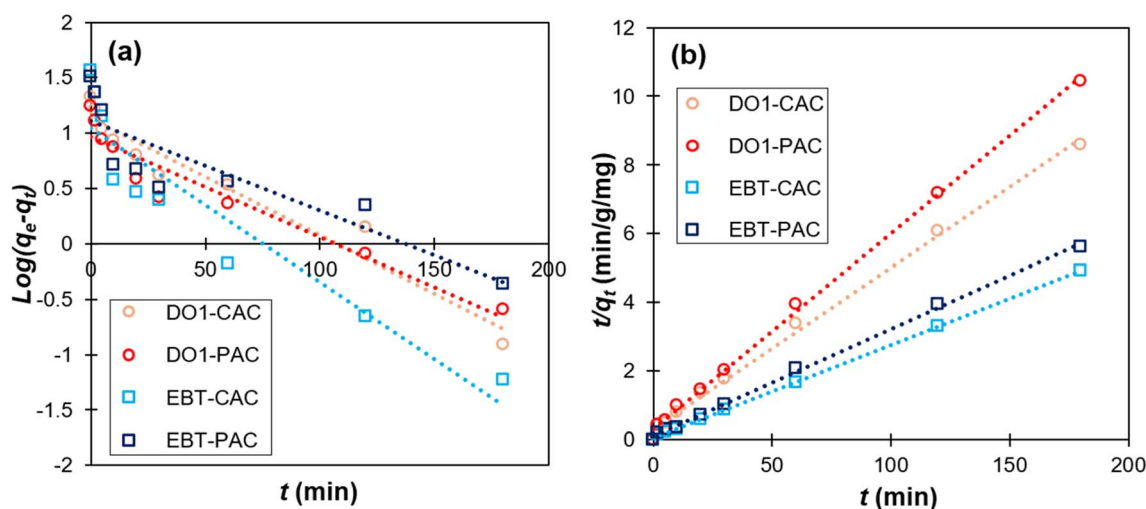 (a)
Log(qe-qt)
2
1.5
1
0.5
0
-0.5
-1
-1.5
-2
0
50
100
150
200
DO1-CAC
DO1-PAC
EBT-CAC
EBT-PAC
t (min)
(b)
t/qt (min/g/mg)
12
10
8
6
4
2
0
DO1-CAC
DO1-PAC
EBT-CAC
EBT-PAC
0
50
100
150
200
t (min)